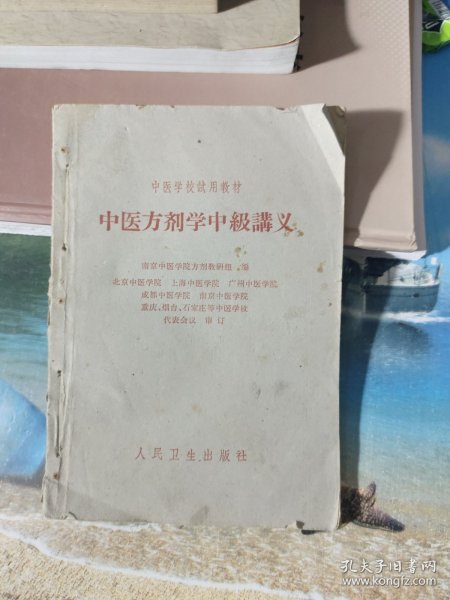 中医学校試用教材
中医方剂学中級講义
南京中医学院方剂教研组 編
北京中医学院 上海中医学院 广州中医学院
成都中医学院 南京中医学院
重庆、烟台、石家庄等中医学校
代表会议 审订
人民卫生出版社
孔夫子旧书网
www.kongfz.com